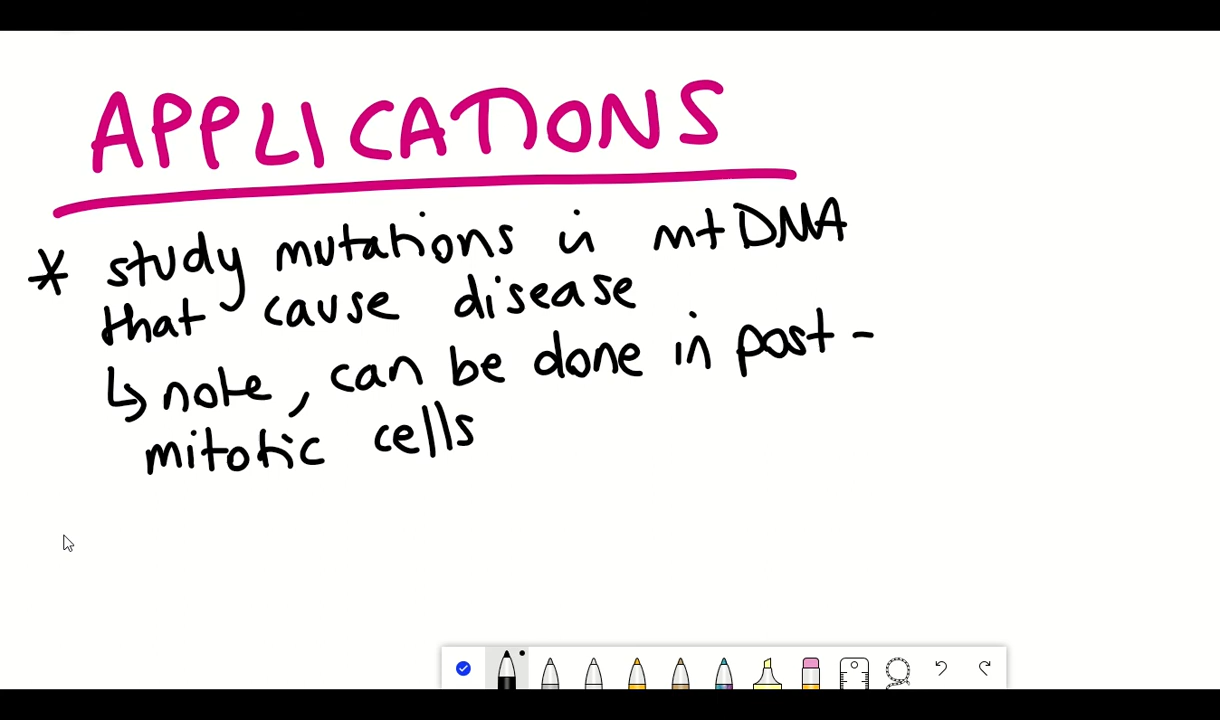 APPLICATIONS
* study mutations in mtDNA
that cause disease
↳ note, can be done in post-
mitotic cells